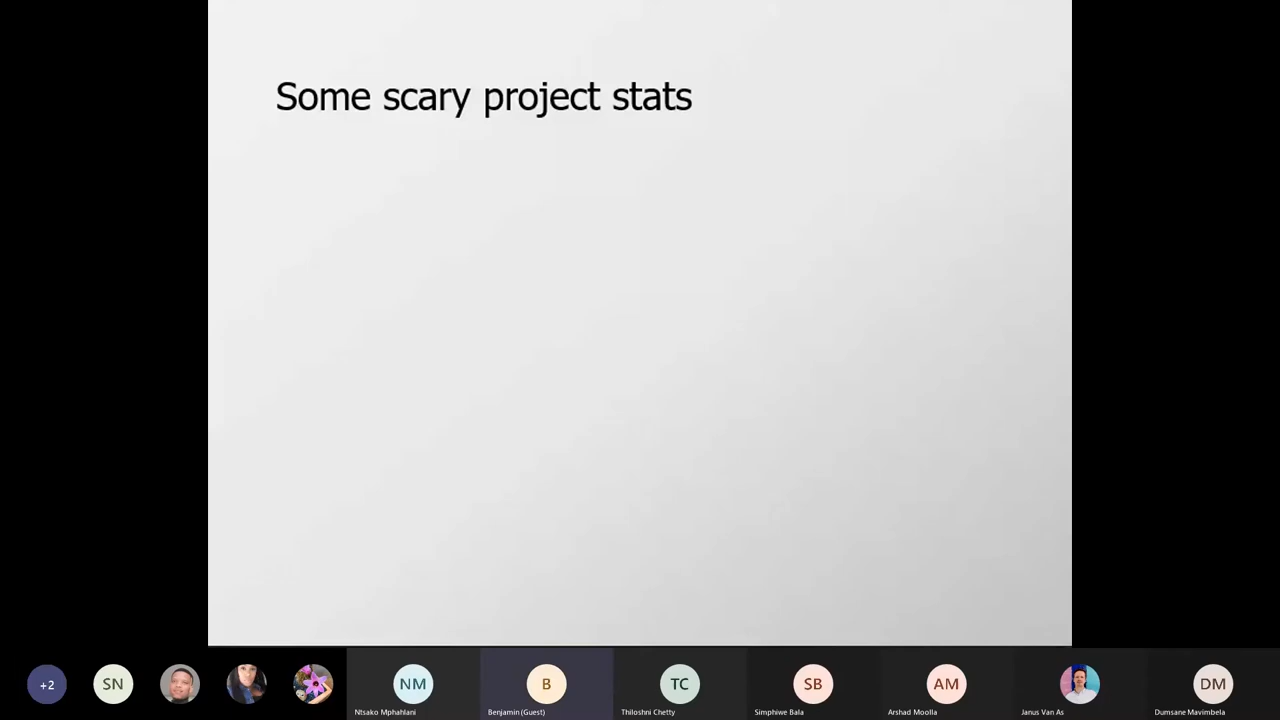 Some scary project stats
+2
SN
NM
B
TC
SB
AM
DM
Ntsako Mphahlani
Benjamin (Guest)
Thiloshni Chetty
Simphiwe Bala
Arshad Moolla
Janus Van As
Dumsane Mavimbela